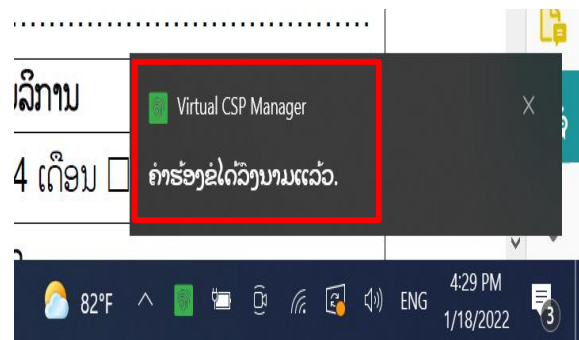 ..........................................
ລິການ
Virtual CSP Manager
4 ເດືອນ □
ຄຳຮ້ອງຂໍໄດ້ລົງນາມແລ້ວ.
82°F
ENG
4:29 PM
1/18/2022
3